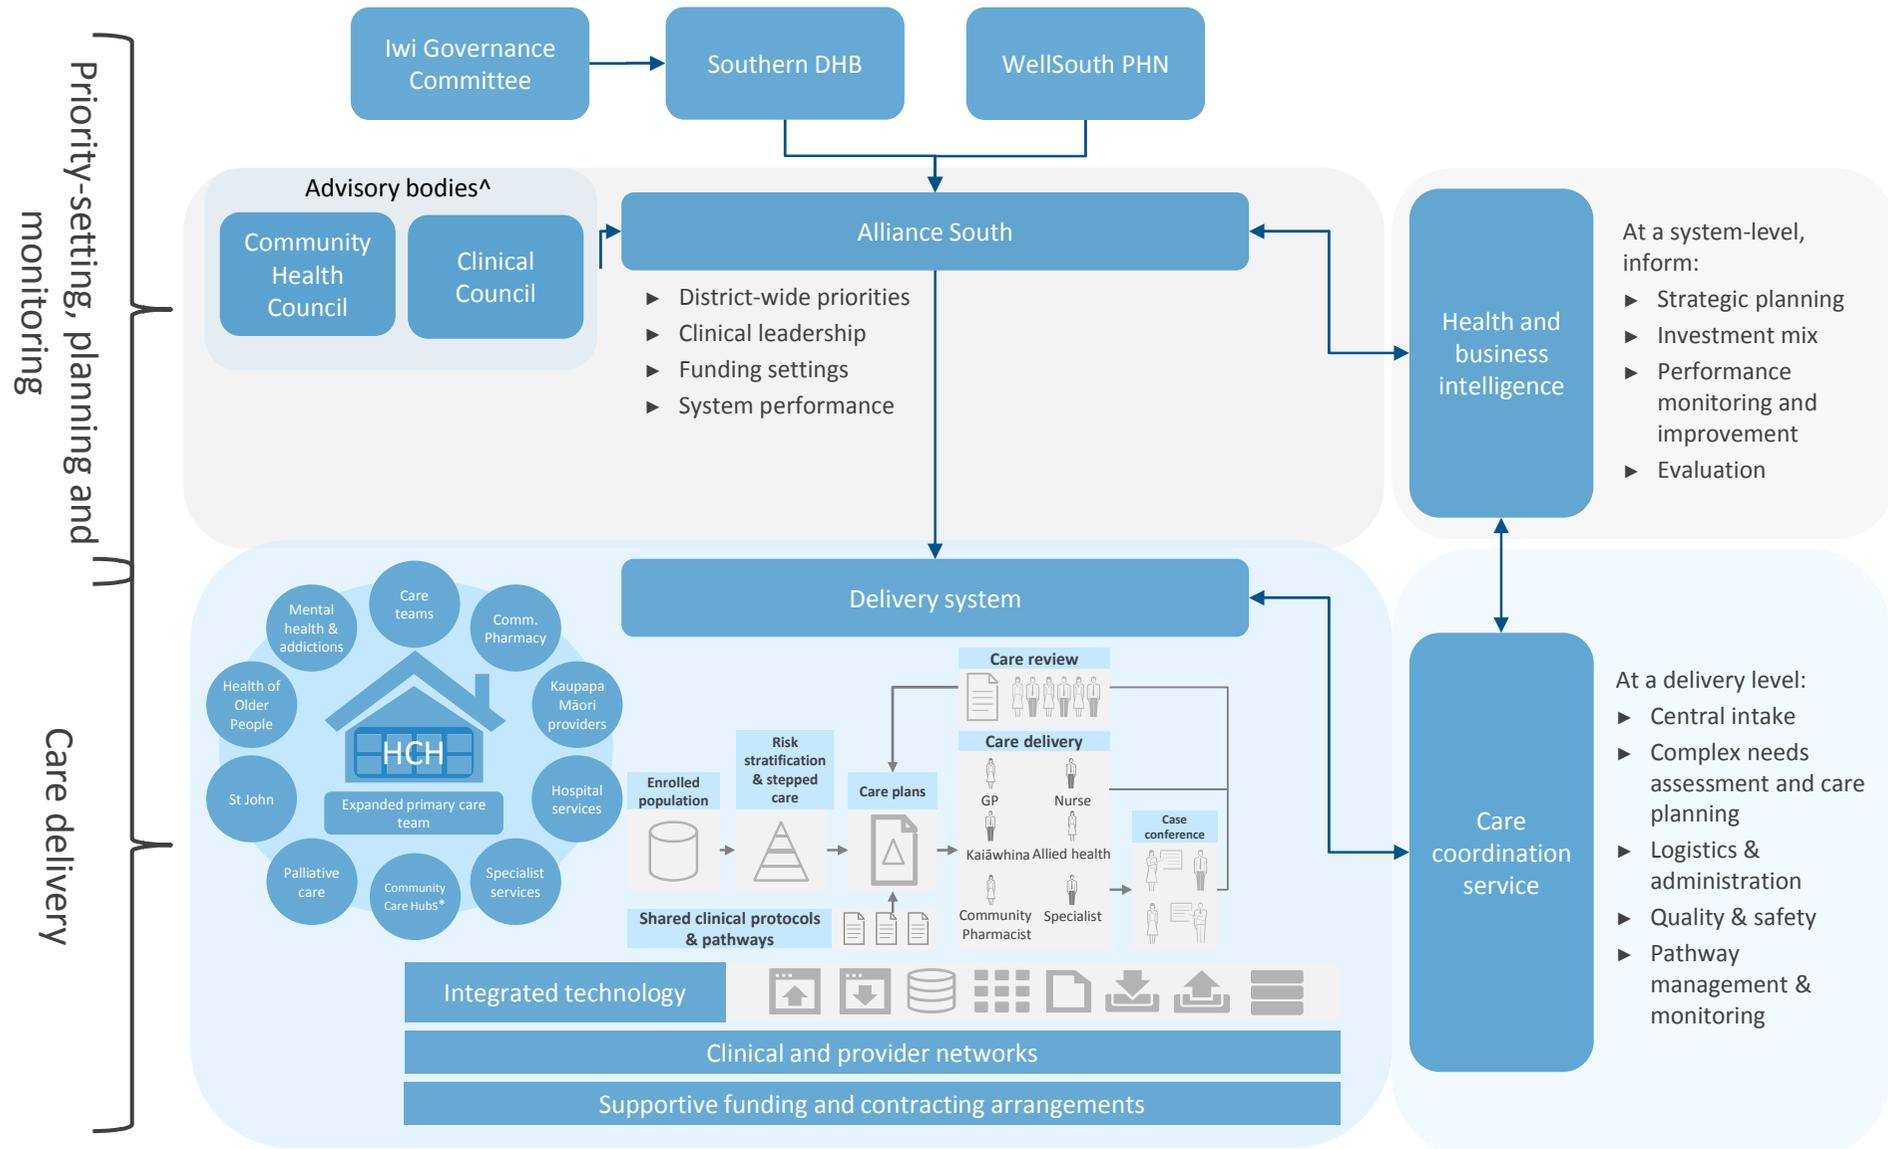 Priority-setting, planning and
monitoring
Iwi Governance
Committee
Southern DHB
WellSouth PHN
Advisory bodies^
Community
Health
Council
Clinical
Council
Alliance South
► District-wide priorities
► Clinical leadership
► Funding settings
► System performance
Health and
business
intelligence
At a system-level,
inform:
► Strategic planning
► Investment mix
► Performance
monitoring and
improvement
► Evaluation
Care delivery
Care
teams
Comm.
Pharmacy
Kaupapa
Māori
providers
Hospital
services
Specialist
services
Community
Care HubS*
Palliative
care
St John
Health of
Older
People
Mental
health &
addictions
HCH
Expanded primary care
team
Delivery system
Enrolled
population
Risk
stratification
& stepped
care
Care plans
Care review
Care delivery
GP
Nurse
Kaiāwhina
Allied health
Community
Pharmacist
Specialist
Case
conference
Shared clinical protocols
& pathways
Integrated technology
Clinical and provider networks
Supportive funding and contracting arrangements
Care
coordination
service
At a delivery level:
► Central intake
► Complex needs
assessment and care
planning
► Logistics &
administration
► Quality & safety
► Pathway
management &
monitoring